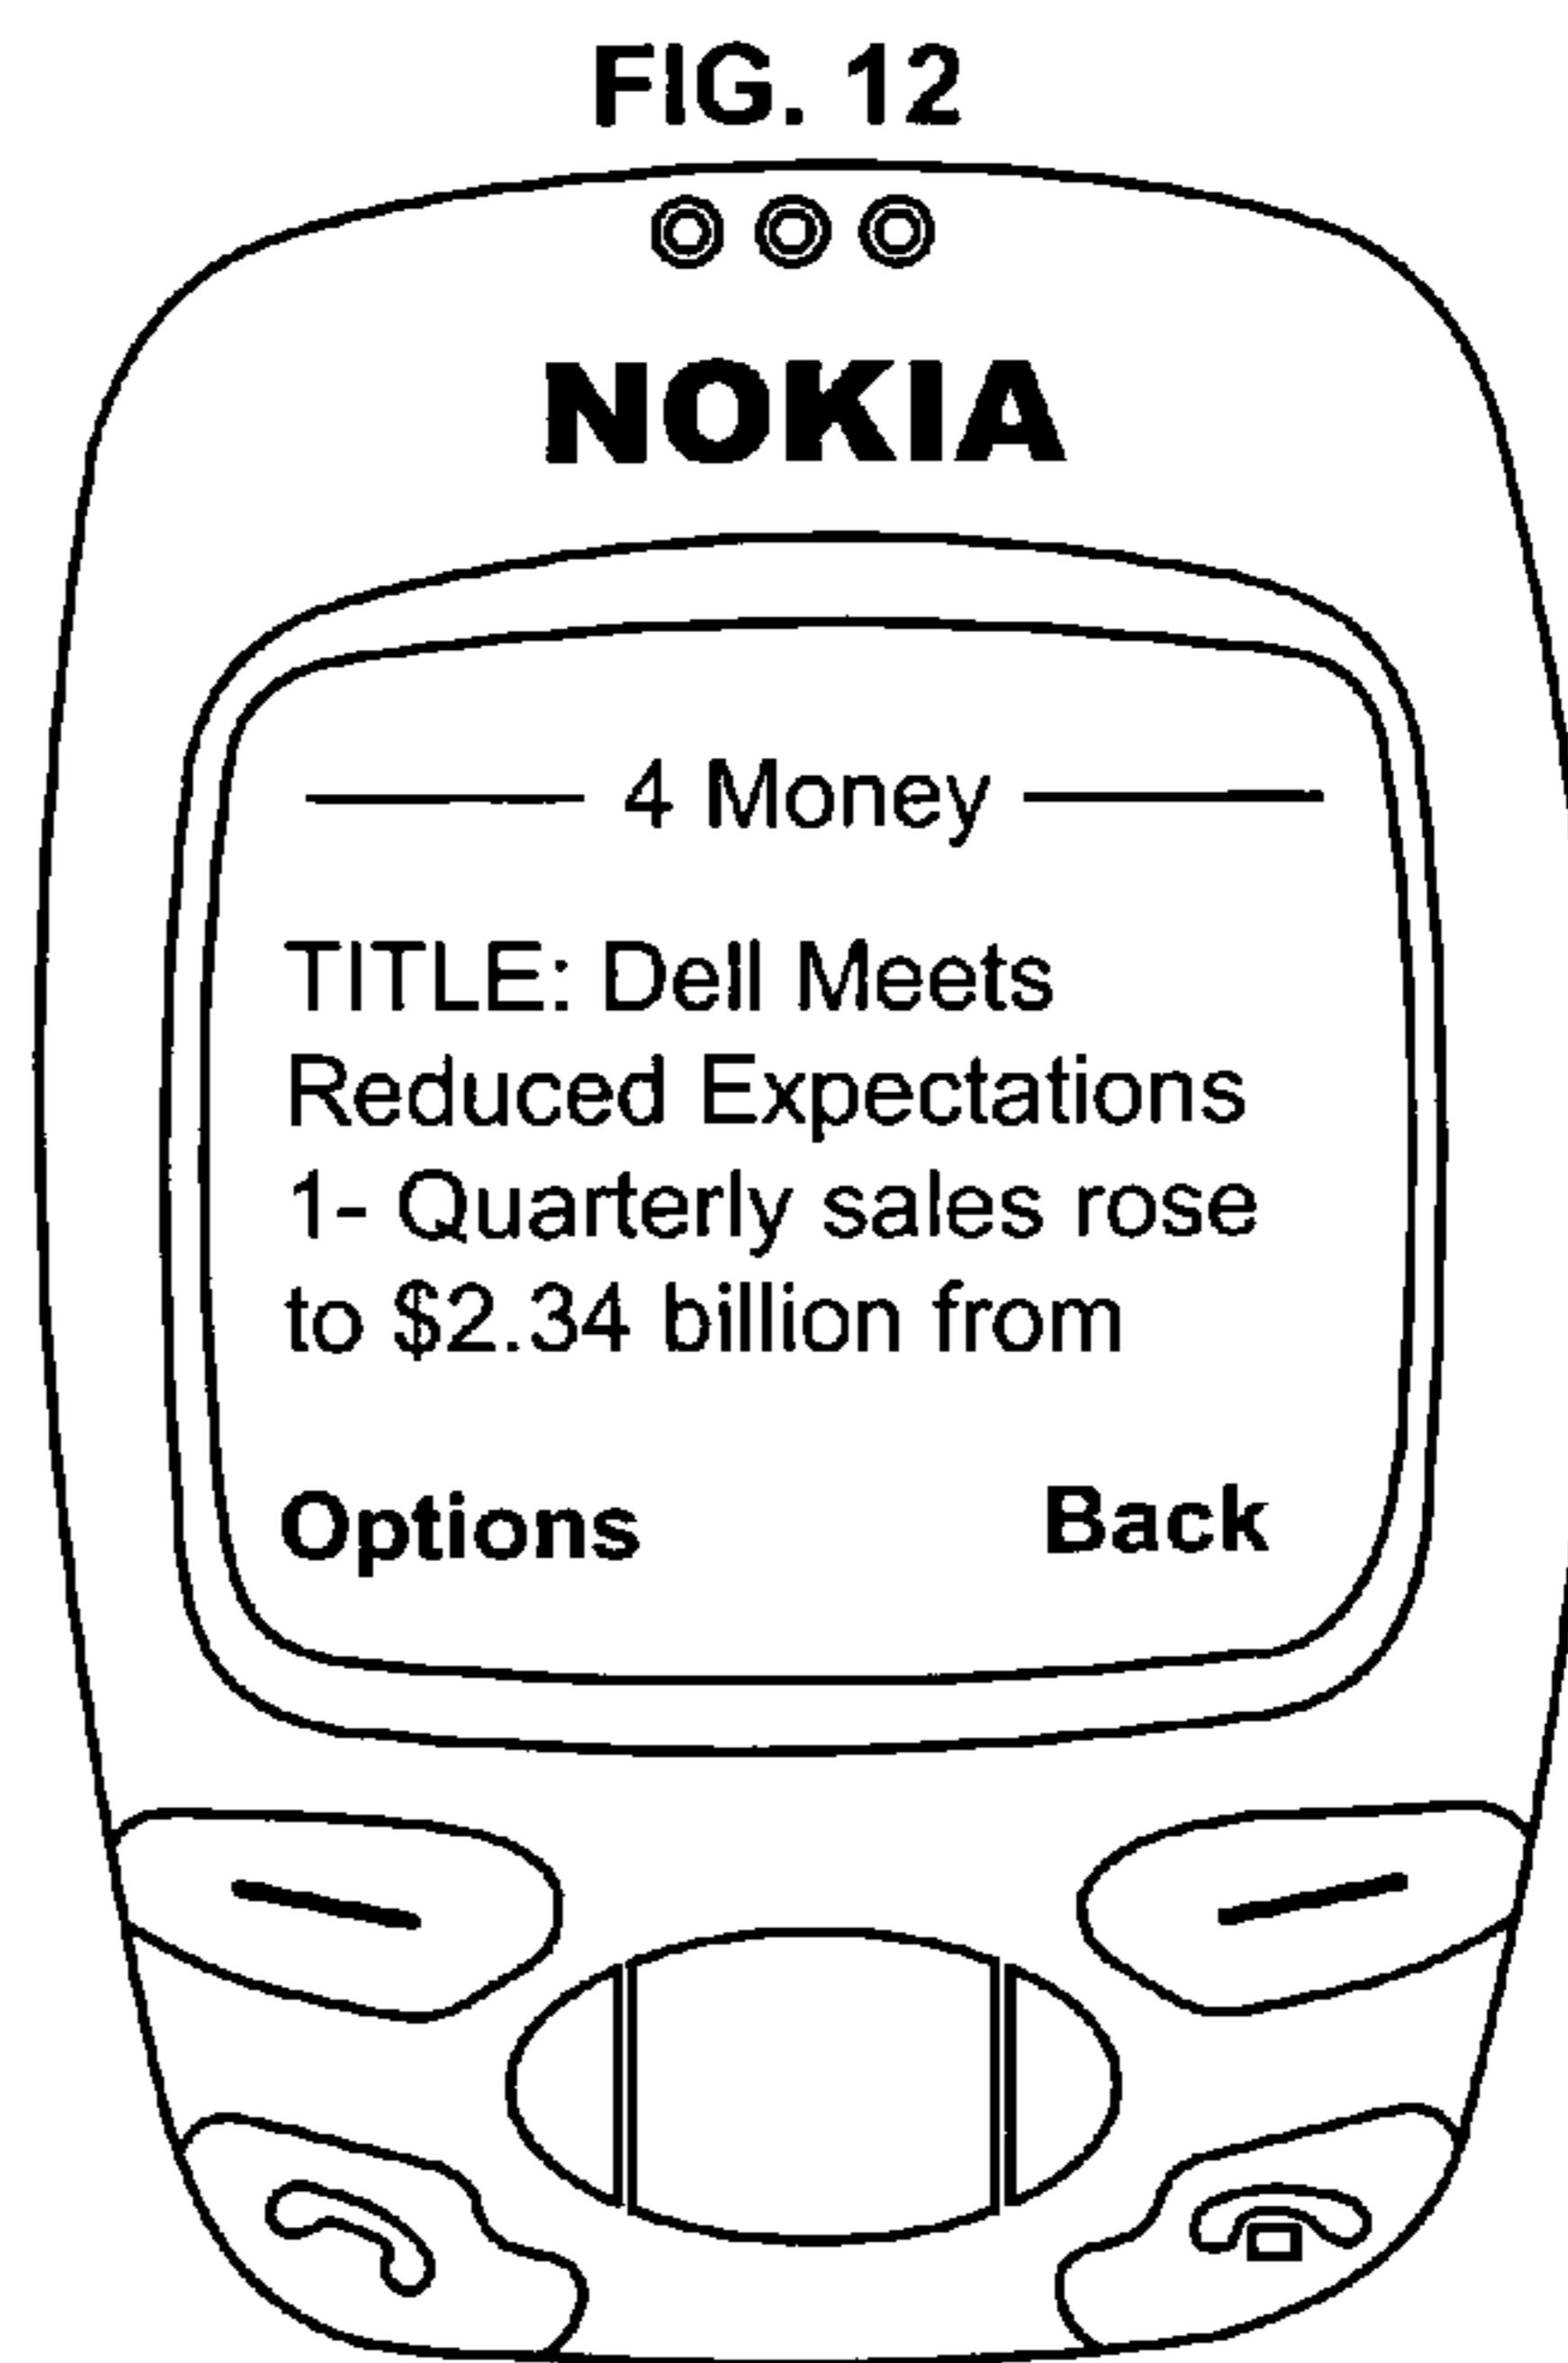 FIG. 12
NOKIA
4 Money
TITLE: Dell Meets
Reduced Expectations
1- Quarterly sales rose
to $2.34 billion from
Options Back